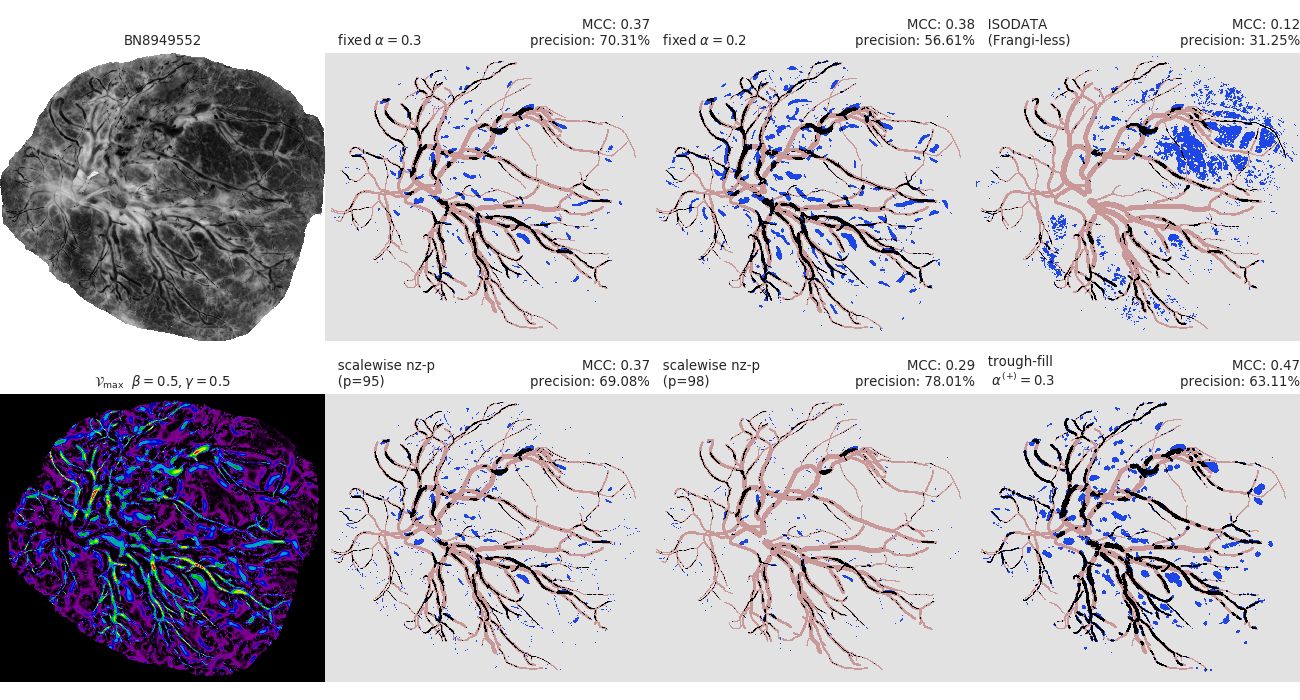 BN8949552
fixed α = 0.3
MCC: 0.37
precision: 70.31%
fixed α = 0.2
MCC: 0.38
precision: 56.61%
ISODATA
(Frangi-less)
MCC: 0.12
precision: 31.25%
𝒱max β = 0.5, γ = 0.5
scalewise nz-p
(p=95)
MCC: 0.37
precision: 69.08%
scalewise nz-p
(p=98)
MCC: 0.29
precision: 78.01%
trough-fill
α(+) = 0.3
MCC: 0.47
precision: 63.11%